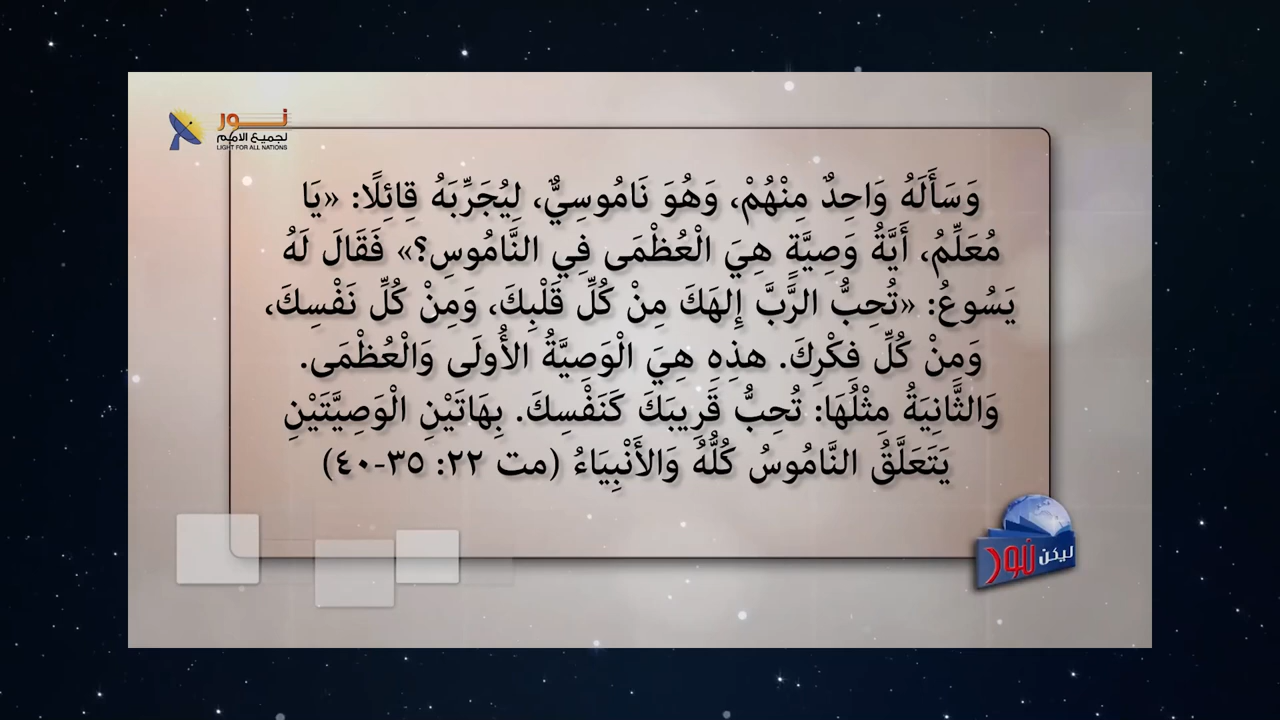 نـور
لجميع الامم
LIGHT FOR ALL NATIONS
وَسَأَلَهُ وَاحِدٌ مِنْهُمْ، وَهُوَ نَامُوسِيٌّ، لِيُجَرِّبَهُ قِائِلًا: «يَا
مُعَلِّمُ، أَيَّةُ وَصِيَّةٍ هِيَ الْعُظْمَى فِي النَّامُوسِ؟» فَقَالَ لَهُ
يَسُوعُ: «تُحِبُّ الرَّبَّ إِلهَكَ مِنْ كُلِّ قَلْبِكَ، وَمِنْ كُلِّ نَفْسِكَ،
وَمِنْ كُلِّ فكْرِكَ. هذِهِ هِيَ الْوَصِيَّةُ الأُولَى وَالْعُظْمَى.
وَالثَّانِيَةُ مِثْلُهَا: تُحِبُّ قَرِيبَكَ كَنَفْسِكَ. بِهَاتَيْنِ الْوَصِيَّتَيْنِ
يَتَعَلَّقُ النَّامُوسُ كُلُّهُ وَالأَنْبِيَاءُ (مت ٢٢: ٣٥-٤٠)
ليكن نور